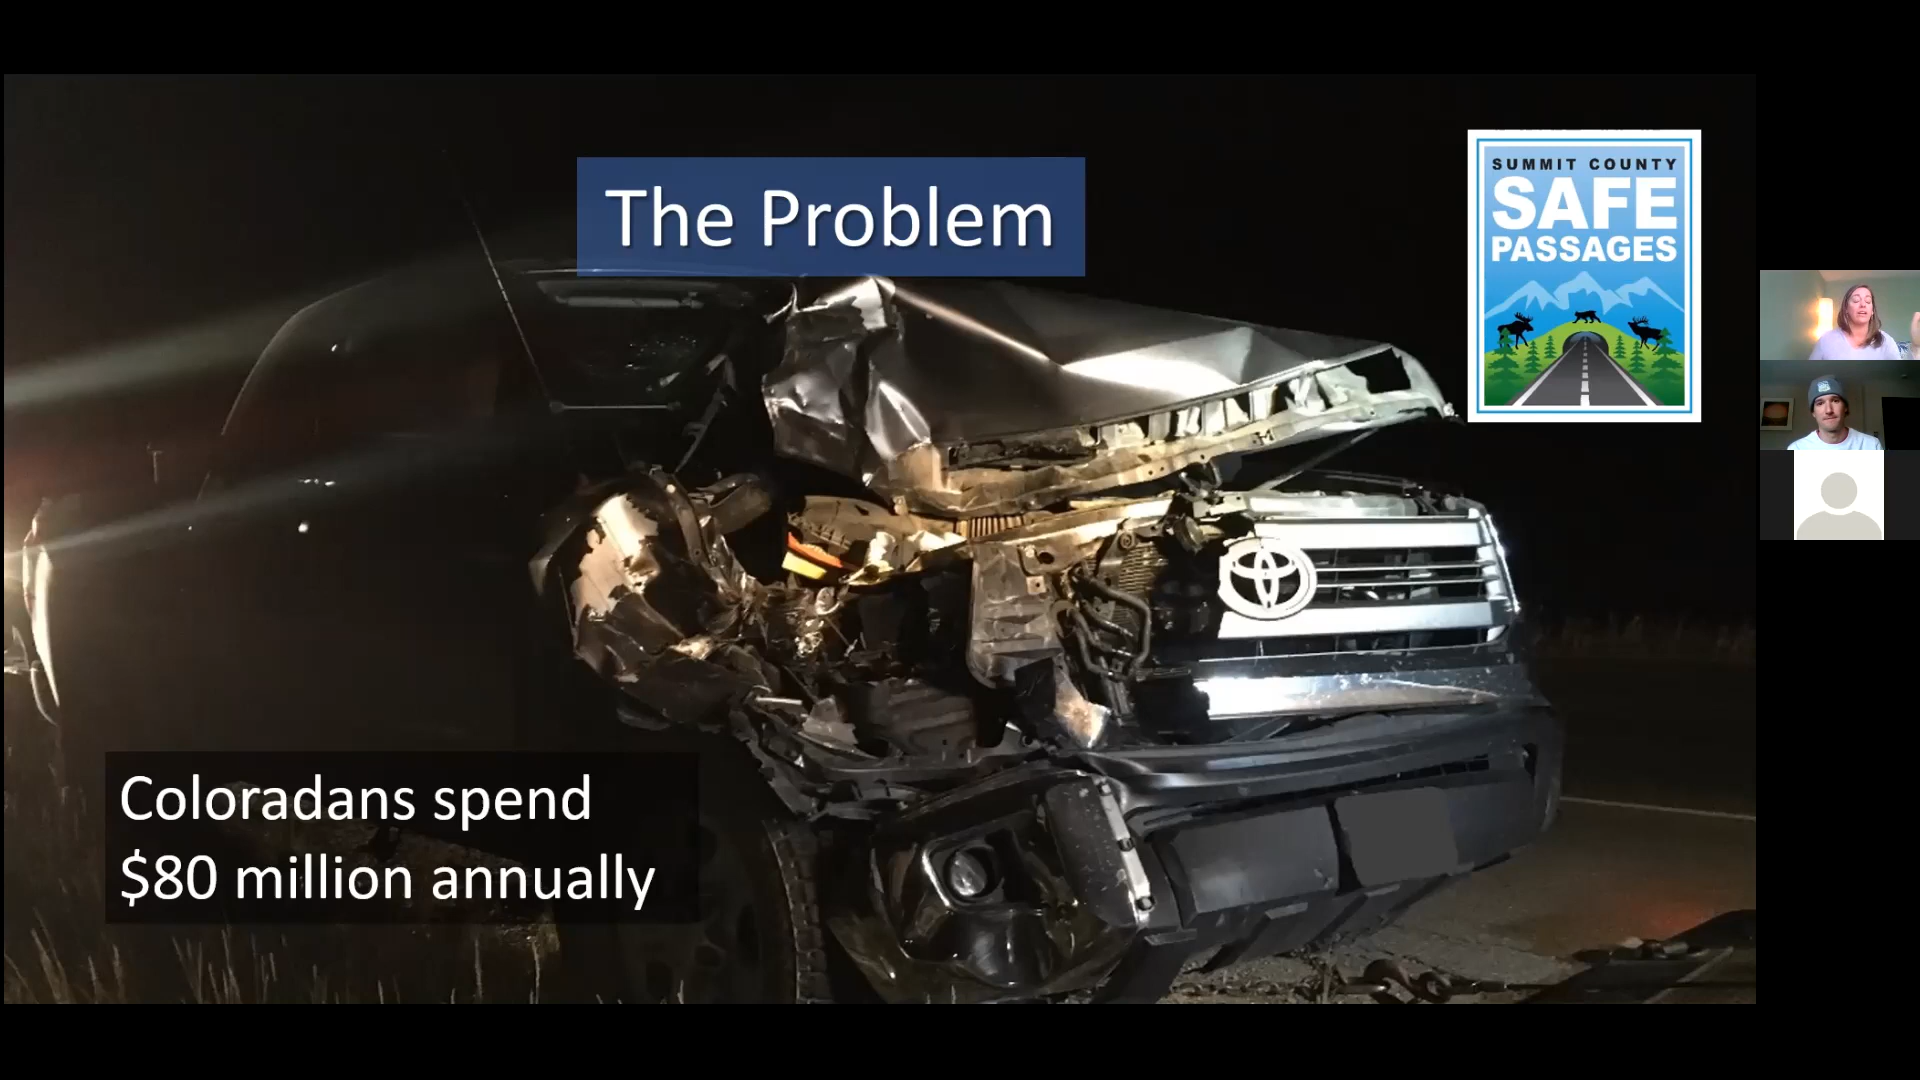 The Problem
SUMMIT COUNTY
SAFE
PASSAGES
Coloradans spend
$80 million annually